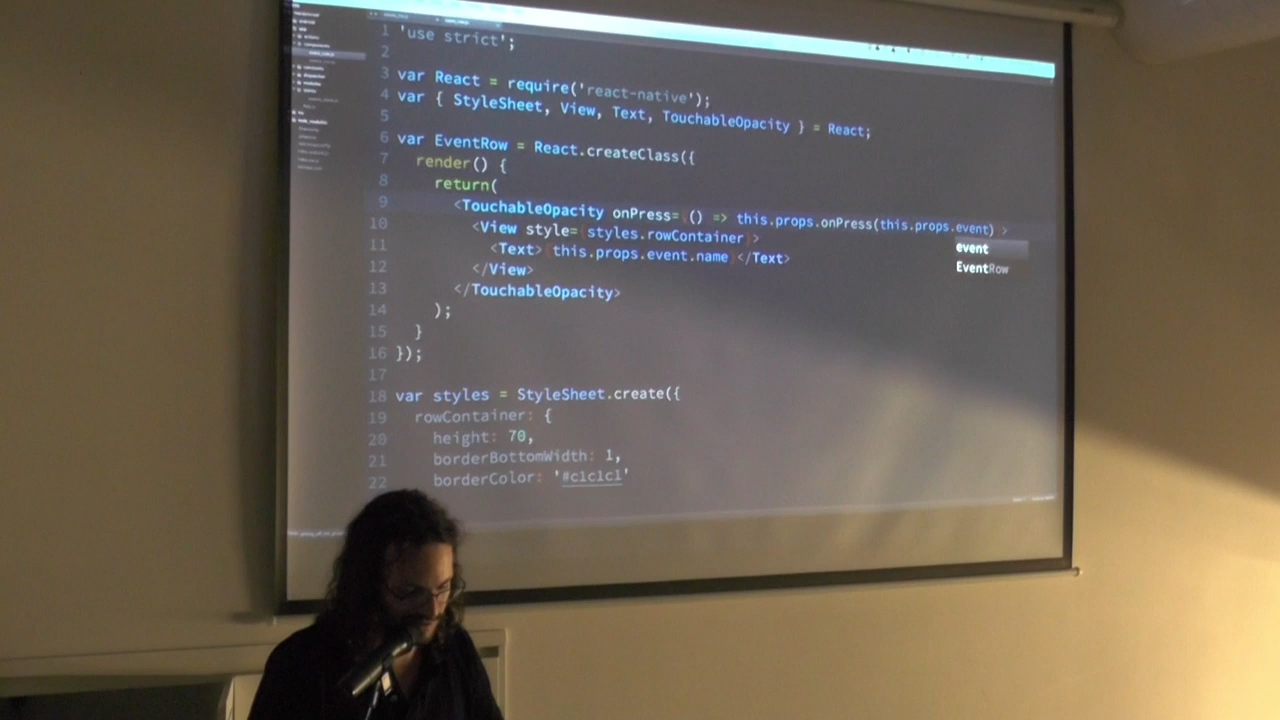 1 'use strict';
2
3 var React = require('react-native');
4 var { StyleSheet, View, Text, TouchableOpacity } = React;
5
6 var EventRow = React.createClass({
7 render() {
8 return(
9 <TouchableOpacity onPress={() => this.props.onPress(this.props.event)}>
10 <View style={styles.rowContainer}>
event
11 <Text>{this.props.event.name}</Text>
EventRow
12 </View>
13 </TouchableOpacity>
14 );
15 }
16 });
17
18 var styles = StyleSheet.create({
19 rowContainer: {
20 height: 70,
21 borderBottomWidth: 1,
22 borderColor: '#c1c1c1'